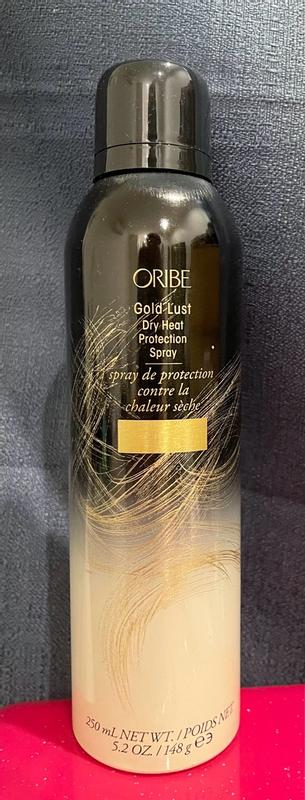 ORIBE
Gold Lust
Dry Heat
Protection
Spray
spray de protection
contre la
chaleur sèche
250 mL NET WT. / POIDS NET
5.2 OZ. / 148 g ℮